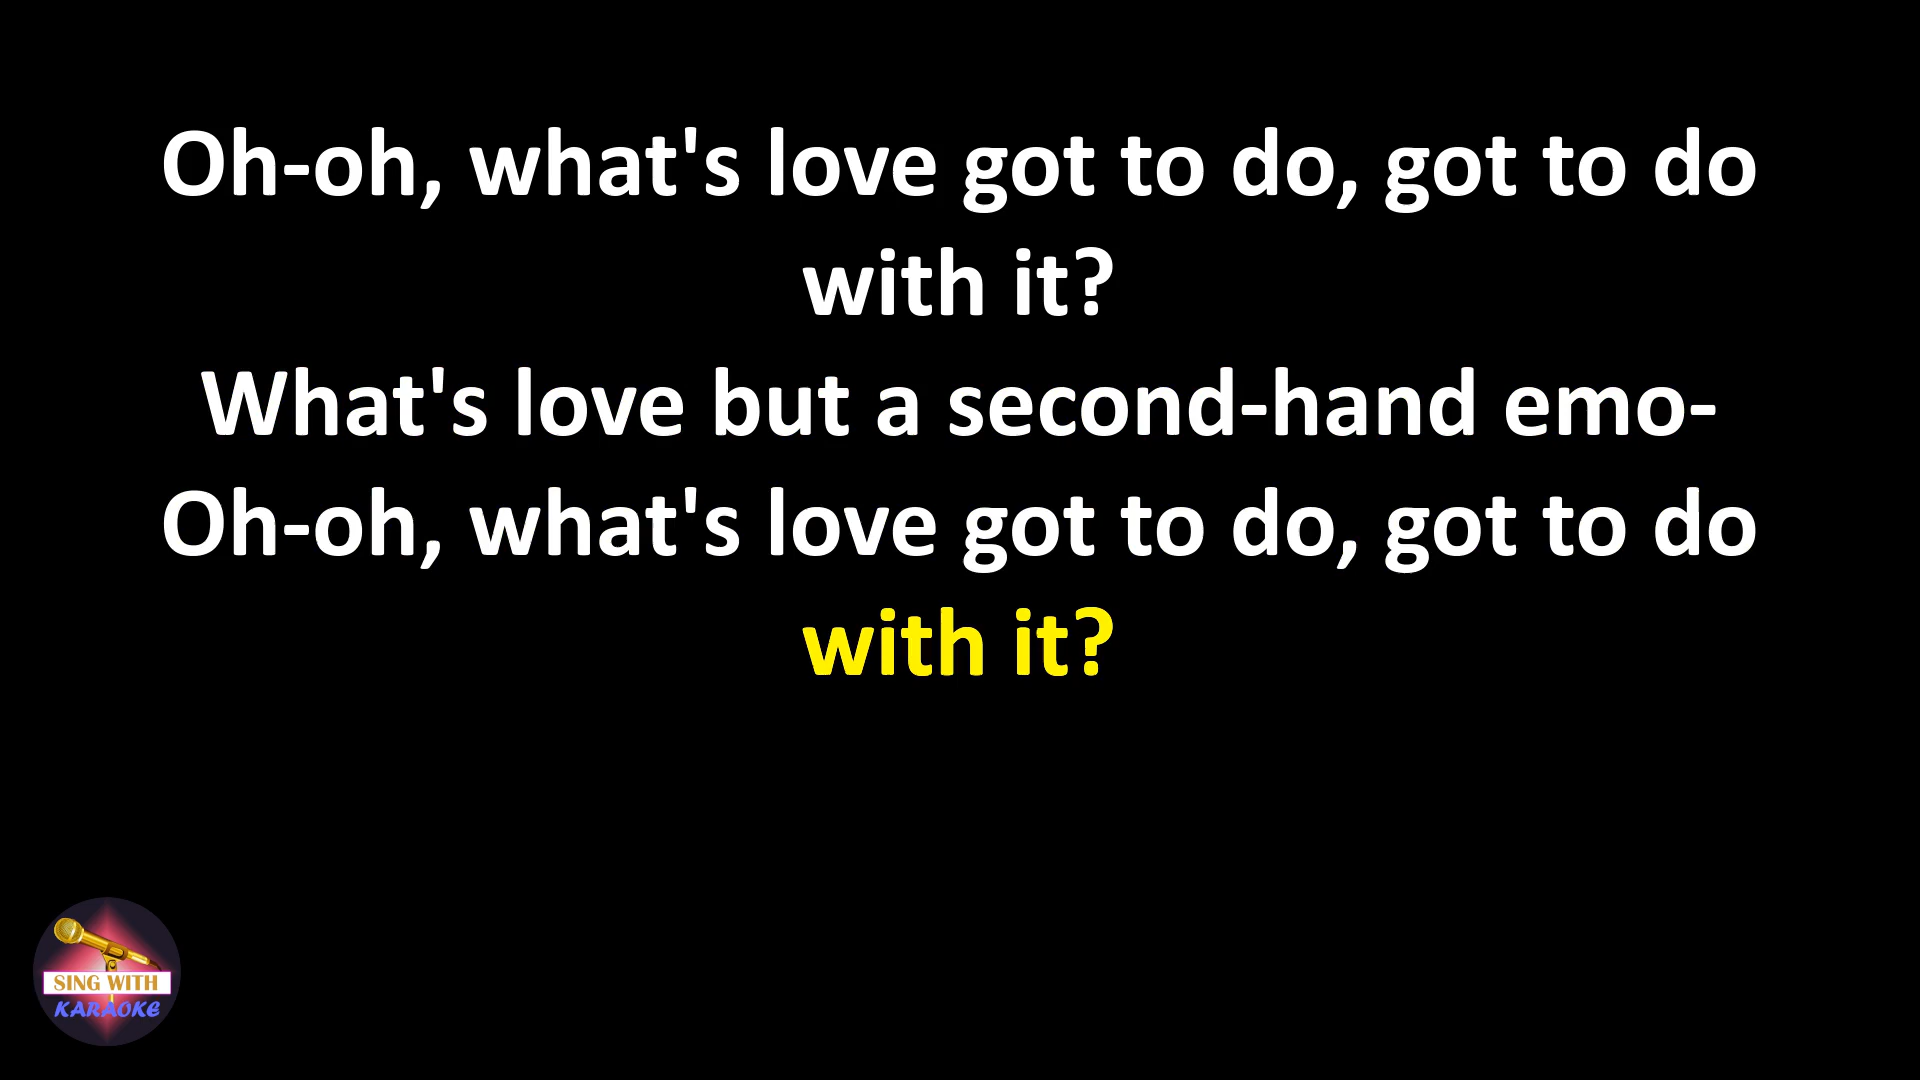 Oh-oh, what's love got to do, got to do
with it?
What's love but a second-hand emo-
Oh-oh, what's love got to do, got to do
with it?
SING WITH
KARAOKE